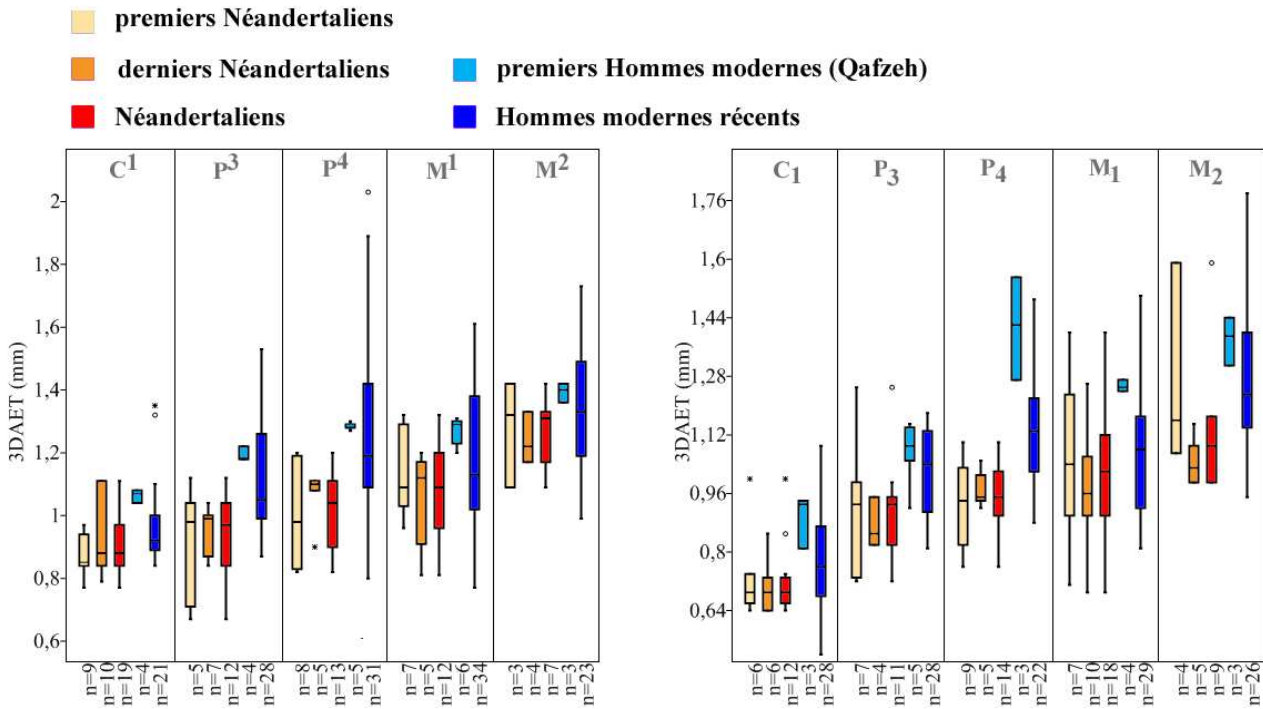 premiers Néandertaliens
derniers Néandertaliens
premiers Hommes modernes (Qafzeh)
Néandertaliens
Hommes modernes récents
C1 P3 P4 M1 M2
3DAET (mm)
2
1,8
1,6
1,4
1,2
1
0,8
0,6
n=9 n=10 n=19 n=4 n=21 n=5 n=7 n=12 n=4 n=28 n=8 n=5 n=13 n=5 n=31 n=7 n=5 n=12 n=6 n=34 n=3 n=4 n=7 n=3 n=23
C1 P3 P4 M1 M2
3DAET (mm)
1,76
1,6
1,44
1,28
1,12
0,96
0,8
0,64
n=6 n=6 n=12 n=3 n=28 n=7 n=4 n=11 n=5 n=28 n=9 n=5 n=14 n=3 n=22 n=7 n=10 n=18 n=4 n=29 n=4 n=5 n=9 n=3 n=26